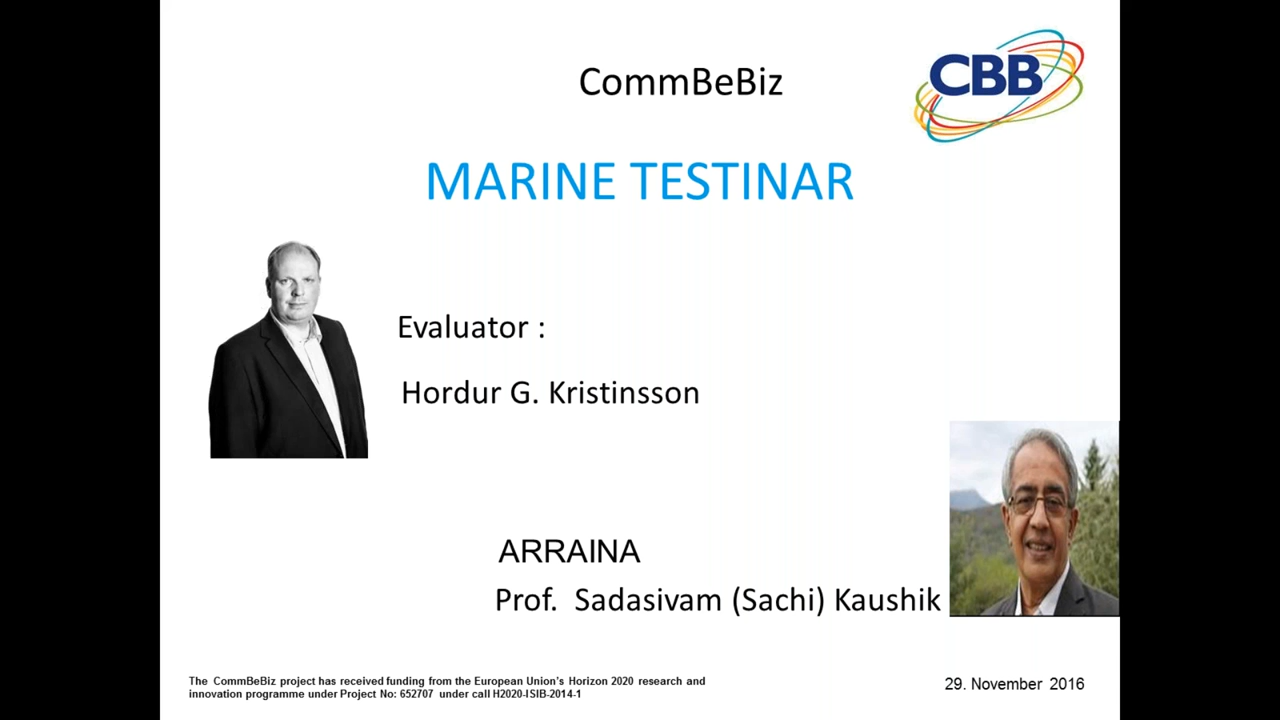 CommBeBiz
CBB
MARINE TESTINAR
Evaluator :
Hordur G. Kristinsson
ARRAINA
Prof. Sadasivam (Sachi) Kaushik
The CommBeBiz project has received funding from the European Union's Horizon 2020 research and
innovation programme under Project No: 652707 under call H2020-ISIB-2014-1
29. November 2016